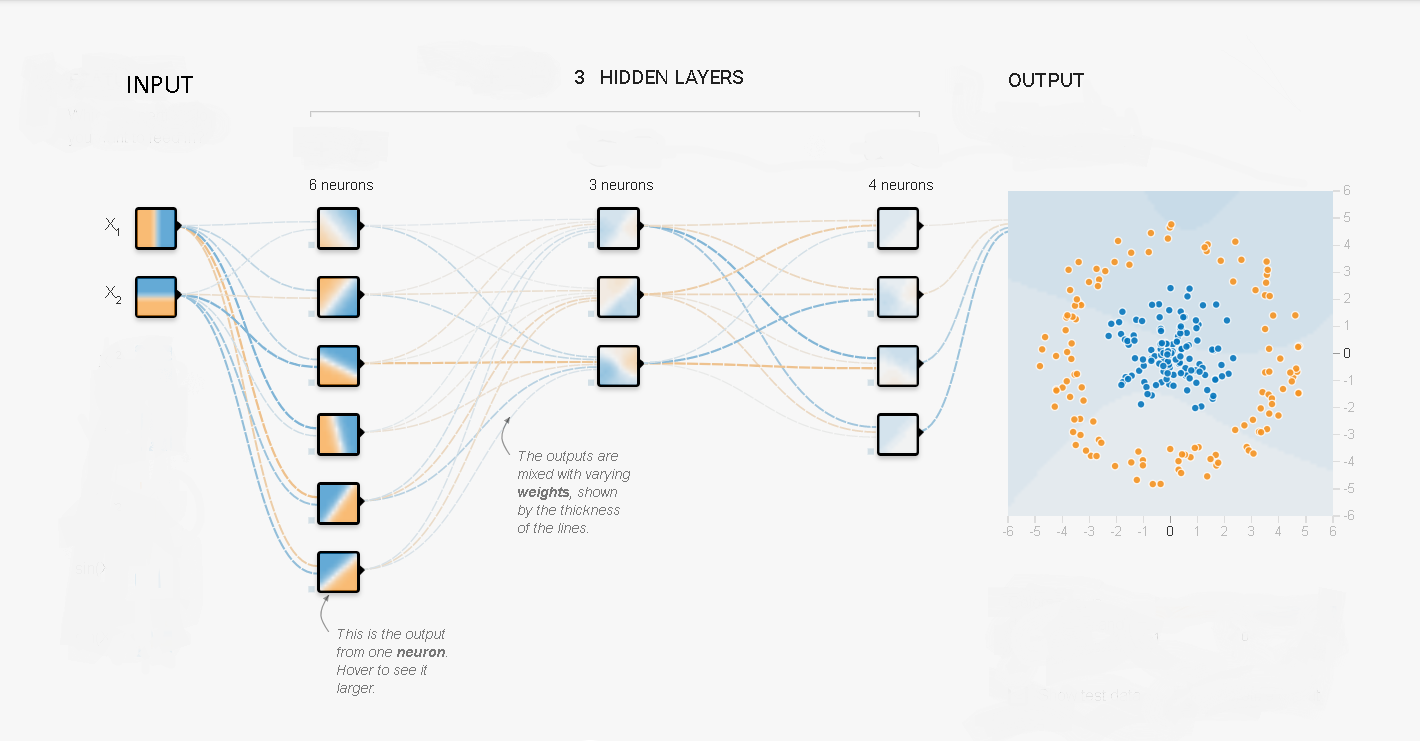 INPUT
3 HIDDEN LAYERS
OUTPUT
6 neurons
3 neurons
4 neurons
X1
X2
The outputs are
mixed with varying
weights, shown
by the thickness
of the lines.
This is the output
from one neuron.
Hover to see it
larger.
6
5
4
3
2
1
0
-1
-2
-3
-4
-5
-6
-6 -5 -4 -3 -2 -1 0 1 2 3 4 5 6